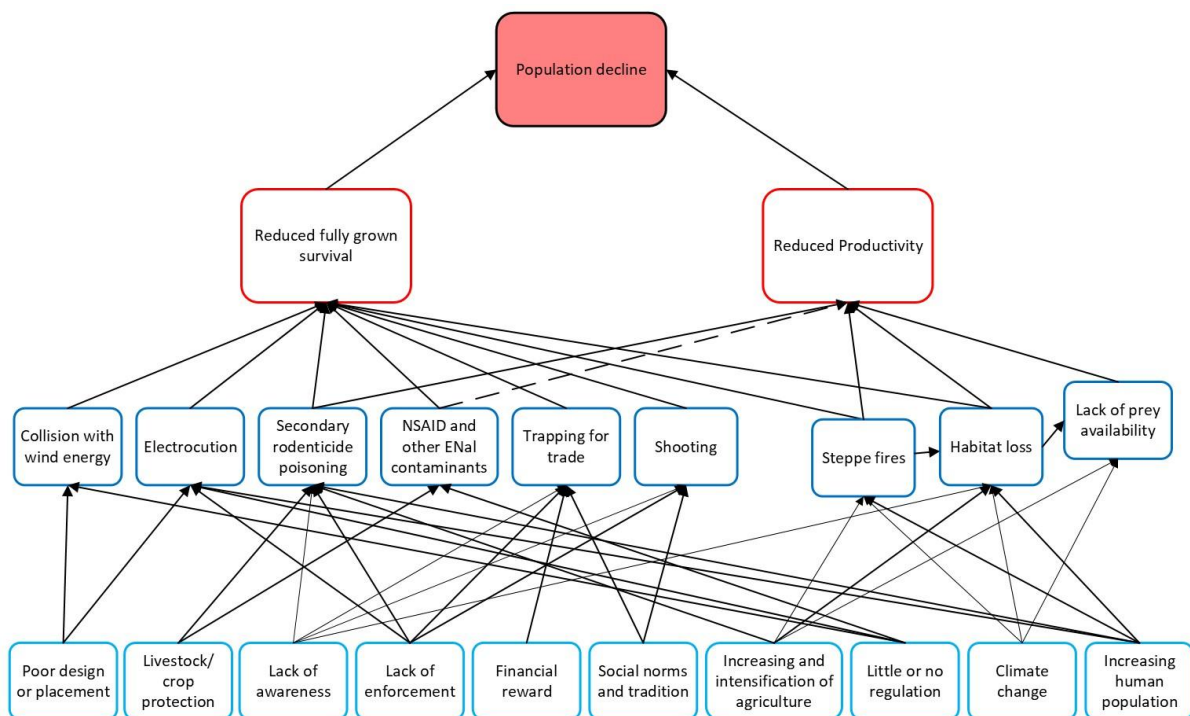 Population decline
Reduced fully grown
survival
Reduced Productivity
Collision with
wind energy
Electrocution
Secondary
rodenticide
poisoning
NSAID and
other ENal
contaminants
Trapping for
trade
Shooting
Steppe fires
Habitat loss
Lack of prey
availability
Poor design
or placement
Livestock/
crop
protection
Lack of
awareness
Lack of
enforcement
Financial
reward
Social norms
and tradition
Increasing and
intensification of
agriculture
Little or no
regulation
Climate
change
Increasing
human
population